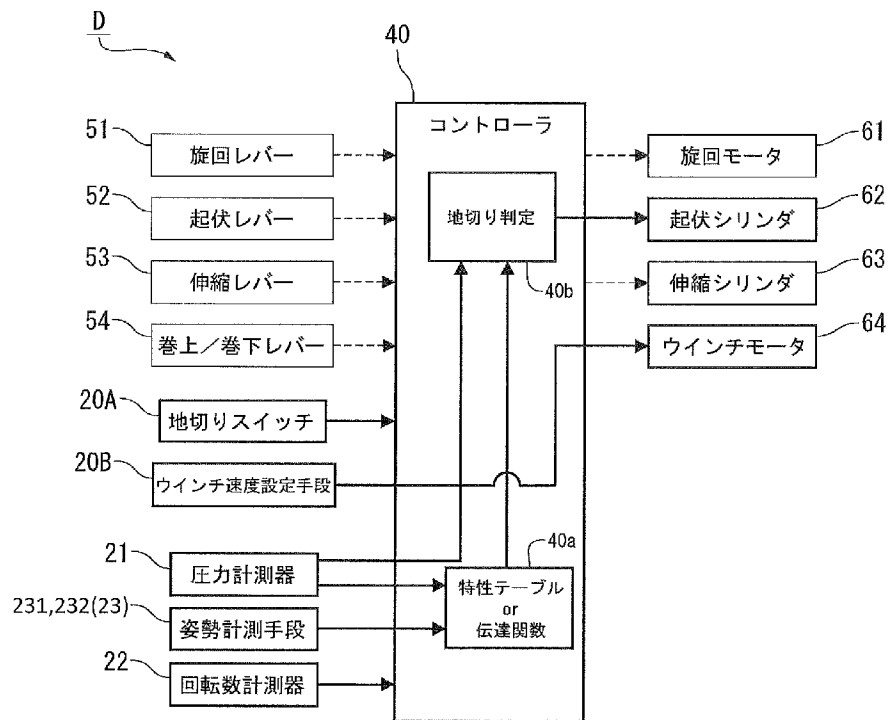 D
40
コントローラ
51
旋回レバー
52
起伏レバー
53
伸縮レバー
54
巻上／巻下レバー
20A
地切りスイッチ
20B
ウインチ速度設定手段
21
圧力計測器
231,232(23)
姿勢計測手段
22
回転数計測器
地切り判定
40b
40a
特性テーブル
or
伝達関数
61
旋回モータ
62
起伏シリンダ
63
伸縮シリンダ
64
ウインチモータ